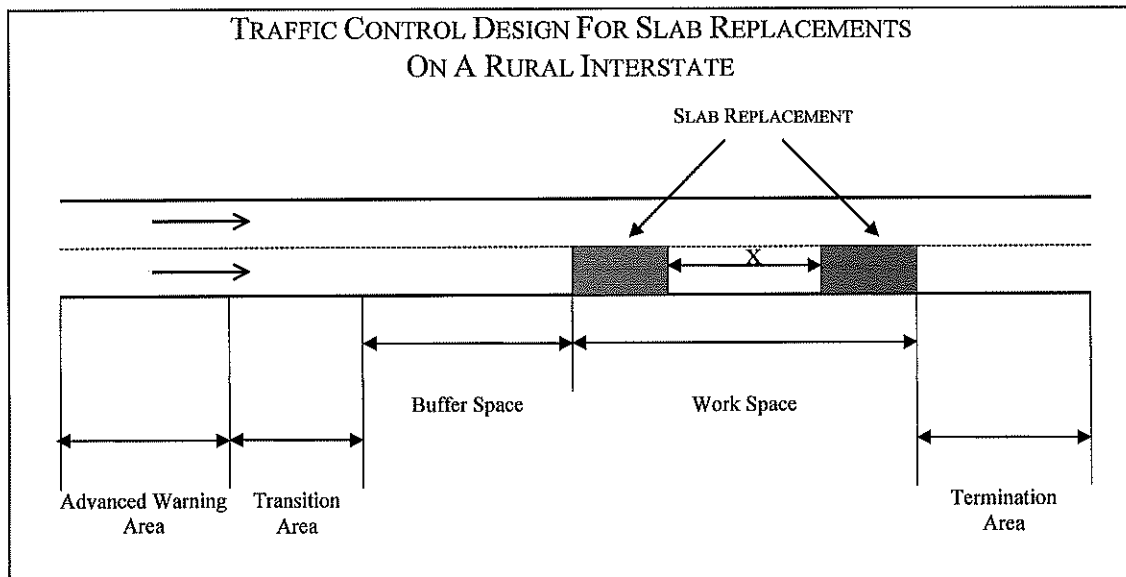 TRAFFIC CONTROL DESIGN FOR SLAB REPLACEMENTS
ON A RURAL INTERSTATE
SLAB REPLACEMENT
X
Buffer Space
Work Space
Advanced Warning
Area
Transition
Area
Termination
Area